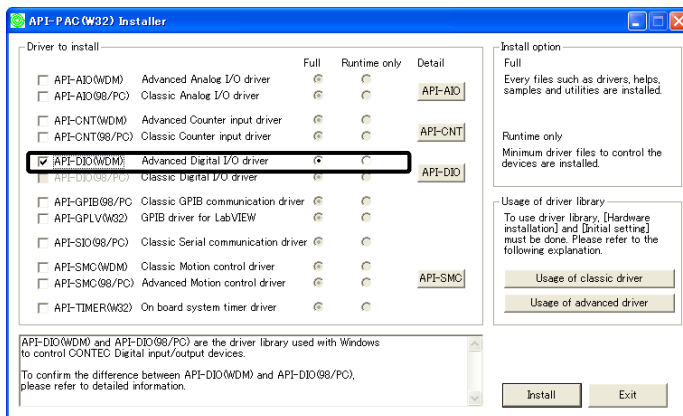 API-PAC(W32) Installer
Driver to install
Full Runtime only Detail
API-AIO(WDM) Advanced Analog I/O driver
API-AIO(98/PC) Classic Analog I/O driver
API-AIO
API-CNT(WDM) Advanced Counter input driver
API-CNT(98/PC) Classic Counter input driver
API-CNT
API-DIO(WDM) Advanced Digital I/O driver
API-DIO(98/PC) Classic Digital I/O driver
API-DIO
API-GPIB(98/PC Classic GPIB communication driver
API-GPLV(W32) GPIB driver for LabVIEW
API-SIO(98/PC) Classic Serial communication driver
API-SMC(WDM) Classic Motion control driver
API-SMC(98/PC) Advanced Motion control driver
API-SMC
API-TIMER(W32) On board system timer driver
Install option
Full
Every files such as drivers, helps,
samples and utilities are installed.
Runtime only
Minimum driver files to control the
devices are installed.
Usage of driver library
To use driver library, [Hardware
installation] and [Initial setting]
must be done. Please refer to the
following explanation.
Usage of classic driver
Usage of advanced driver
API-DIO(WDM) and API-DIO(98/PC) are the driver library used with Windows
to control CONTEC Digital input/output devices.
To confirm the difference between API-DIO(WDM) and API-DIO(98/PC),
please refer to detailed information.
Install Exit